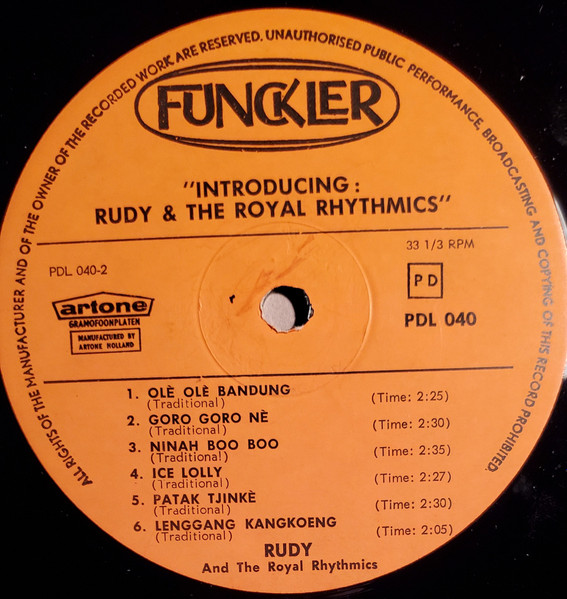 ALL RIGHTS OF THE MANUFACTURER AND OF THE OWNER OF THE RECORDED WORK ARE RESERVED. UNAUTHORISED PUBLIC PERFORMANCE, BROADCASTING AND COPYING OF THIS RECORD PROHIBITED.
FUNCKLER
"INTRODUCING:
RUDY & THE ROYAL RHYTHMICS"
33 1/3 RPM
PDL 040-2
PD
artone
GRAMOFOONPLATEN
MANUFACTURED BY
ARTONE HOLLAND
PDL 040
1. OLÈ OLÈ BANDUNG
(Traditional) (Time: 2:25)
2. GORO GORO NÈ
(Traditional) (Time: 2:30)
3. NINAH BOO BOO
(Traditional) (Time: 2:35)
4. ICE LOLLY
(Traditional) (Time: 2:27)
5. PATAK TJINKÈ
(Traditional) (Time: 2:30)
6. LENGGANG KANGKOENG
(Traditional) (Time: 2:05)
RUDY
And The Royal Rhythmics